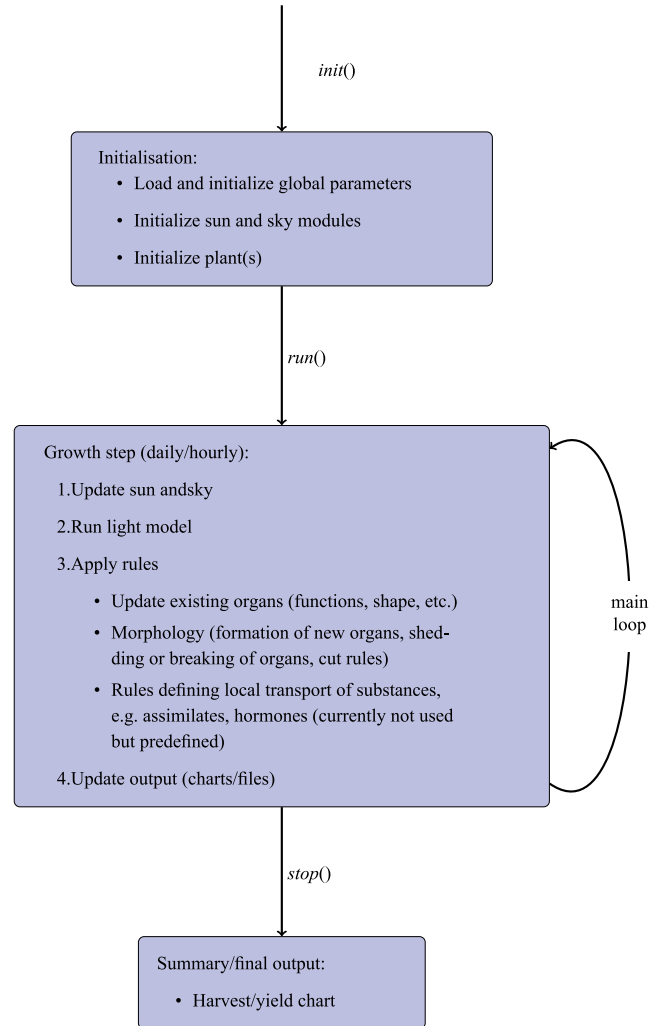 init()
Initialisation:
• Load and initialize global parameters
• Initialize sun and sky modules
• Initialize plant(s)
run()
Growth step (daily/hourly):
1.Update sun andsky
2.Run light model
3.Apply rules
• Update existing organs (functions, shape, etc.)
• Morphology (formation of new organs, shed-
ding or breaking of organs, cut rules)
• Rules defining local transport of substances,
e.g. assimilates, hormones (currently not used
but predefined)
4.Update output (charts/files)
main
loop
stop()
Summary/final output:
• Harvest/yield chart